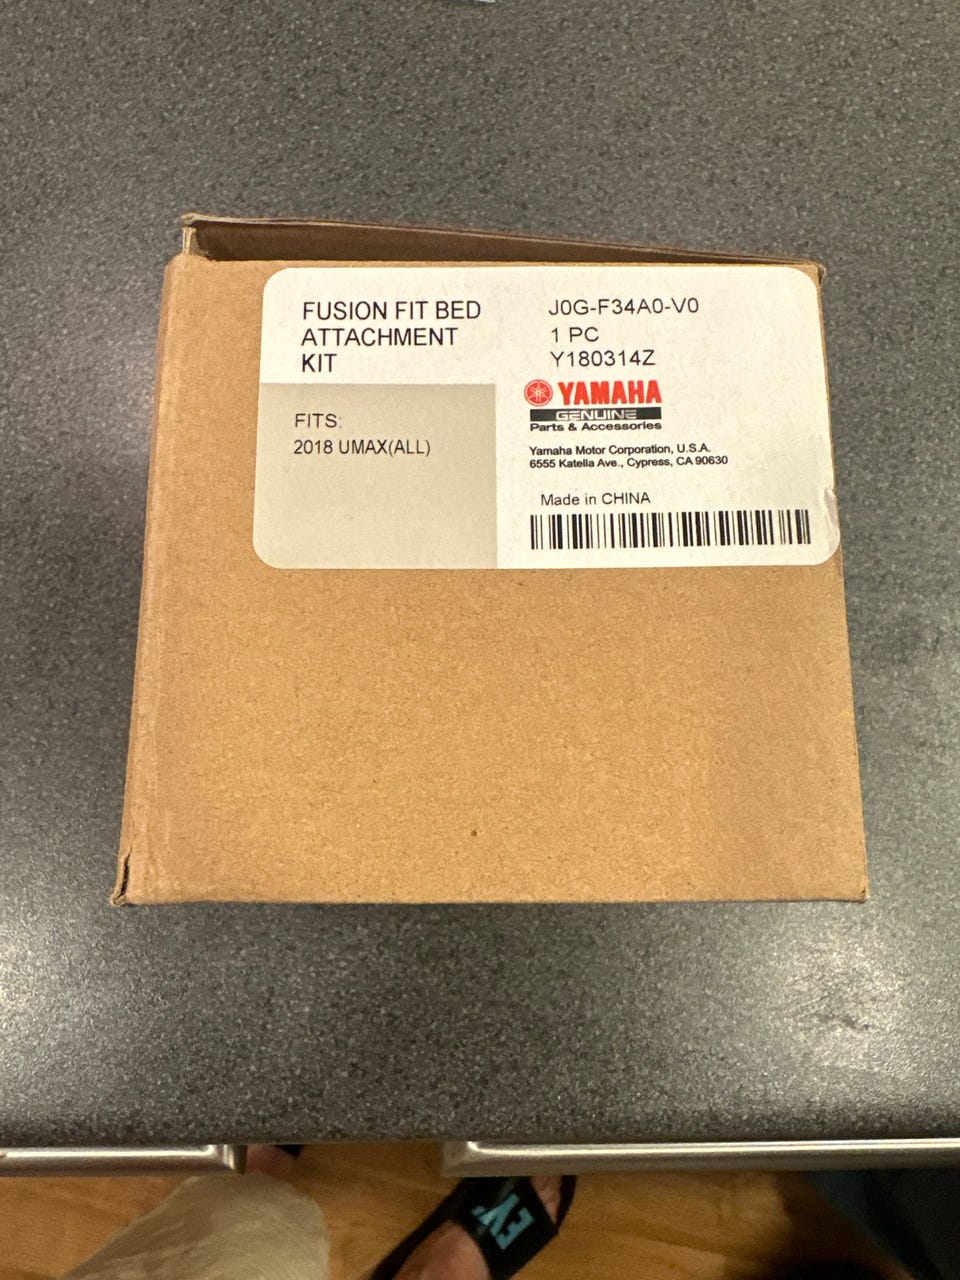 FUSION FIT BED
ATTACHMENT
KIT
J0G-F34A0-V0
1 PC
Y180314Z
FITS:
2018 UMAX(ALL)
YAMAHA
GENUINE
Parts & Accessories
Yamaha Motor Corporation, U.S.A.
6555 Katella Ave., Cypress, CA 90630
Made in CHINA